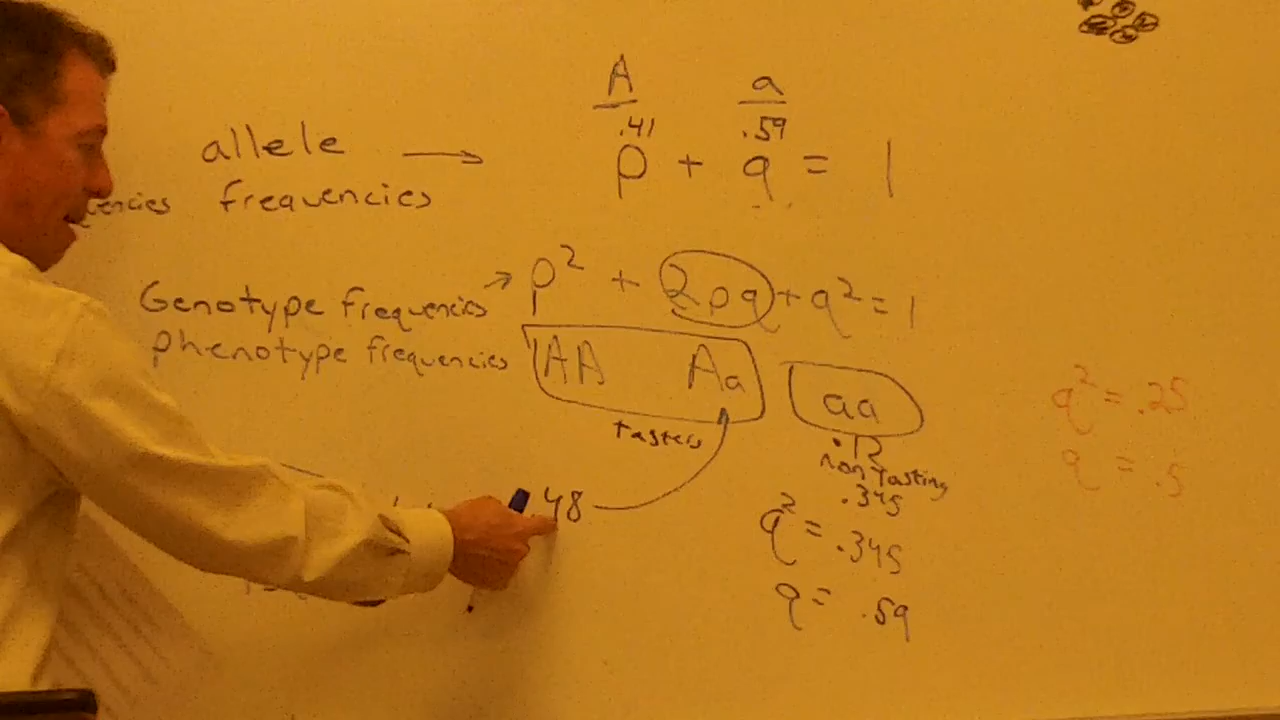 A a
.41 .59
allele → p + q = 1
uencies frequencies
Genotype frequencies → p² + 2pq + q² = 1
phenotype frequencies AA Aa aa
tasters
non tasting
.345
48
q² = .345
q = .59
q² = .25
q = .5